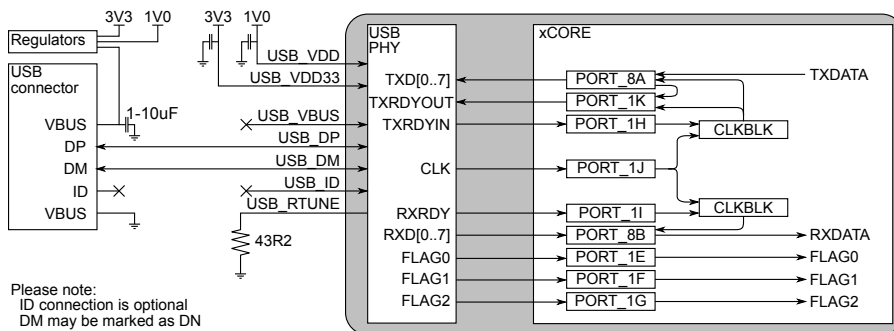 3V3 1V0
Regulators
USB
connector
1-10uF
VBUS
DP
DM
ID
VBUS
Please note:
ID connection is optional
DM may be marked as DN
3V3 1V0
USB_VDD
USB_VDD33
USB_VBUS
USB_DP
USB_DM
USB_ID
USB_RTUNE
43R2
USB
PHY
TXD[0..7]
TXRDYOUT
TXRDYIN
CLK
RXRDY
RXD[0..7]
FLAG0
FLAG1
FLAG2
xCORE
PORT_8A
PORT_1K
PORT_1H
PORT_1J
PORT_1I
PORT_8B
PORT_1E
PORT_1F
PORT_1G
CLKBLK
CLKBLK
TXDATA
RXDATA
FLAG0
FLAG1
FLAG2